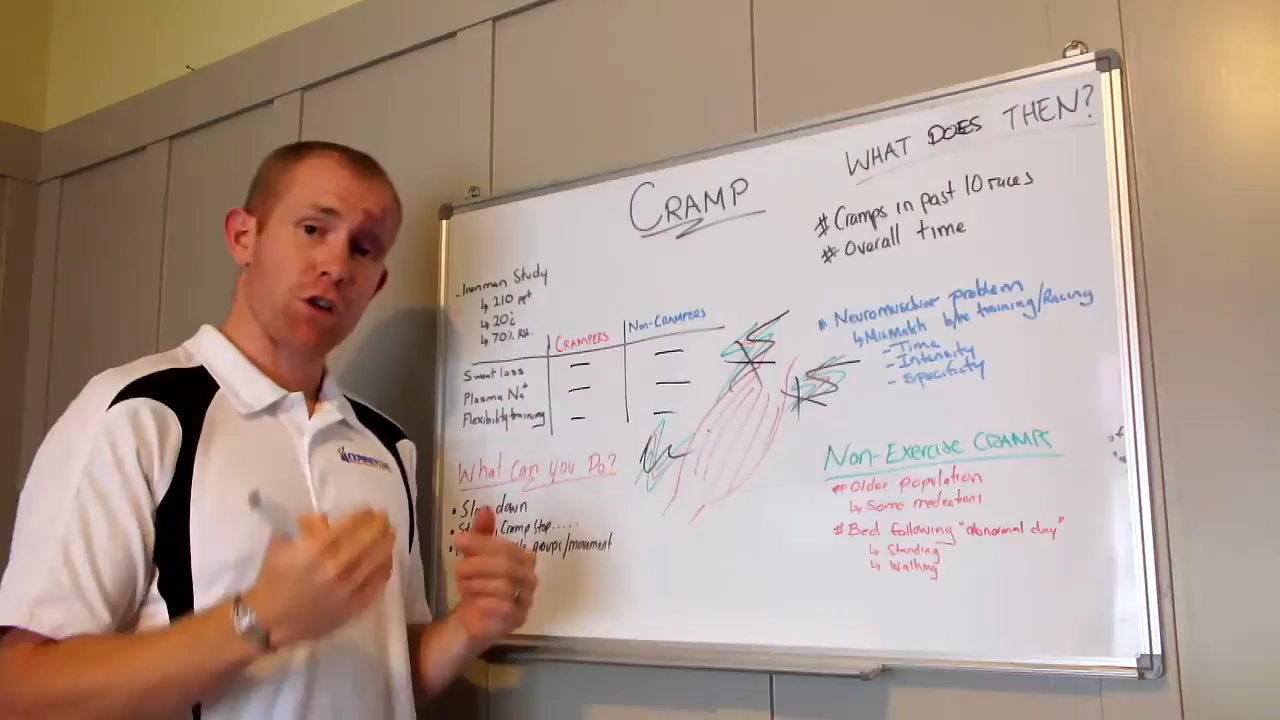 CRAMP
- Ironman Study
↳ 210 ppt
↳ 20
↳ 70% RH.
CRAMPERS
NON-CRAMPERS
Sweat loss — —
Plasma Na+ — —
Flexibility training — —
What Can you Do?
• Slow down
• Cramp Stop.....
• groups/movement
WHAT DOES THEN?
# Cramps in past 10 races
# Overall time
* Neuromuscular problem
↳ Mismatch b/w training/Racing
- Time
- Intensity
- Specificity
Non-Exercise CRAMPS
# Older population
↳ Some medications
# Bed following "abnormal day"
↳ Standing
↳ Walking